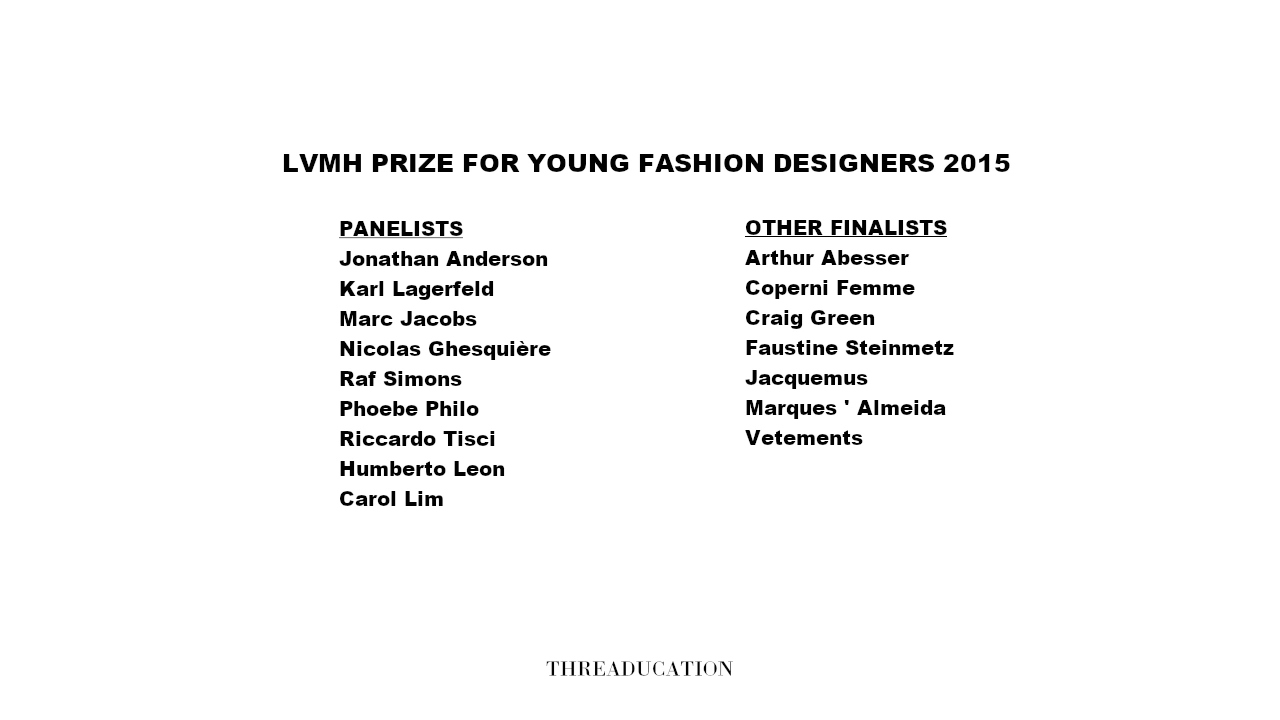 LVMH PRIZE FOR YOUNG FASHION DESIGNERS 2015
PANELISTS
Jonathan Anderson
Karl Lagerfeld
Marc Jacobs
Nicolas Ghesquière
Raf Simons
Phoebe Philo
Riccardo Tisci
Humberto Leon
Carol Lim
OTHER FINALISTS
Arthur Abesser
Coperni Femme
Craig Green
Faustine Steinmetz
Jacquemus
Marques ' Almeida
Vetements
THREADUCATION